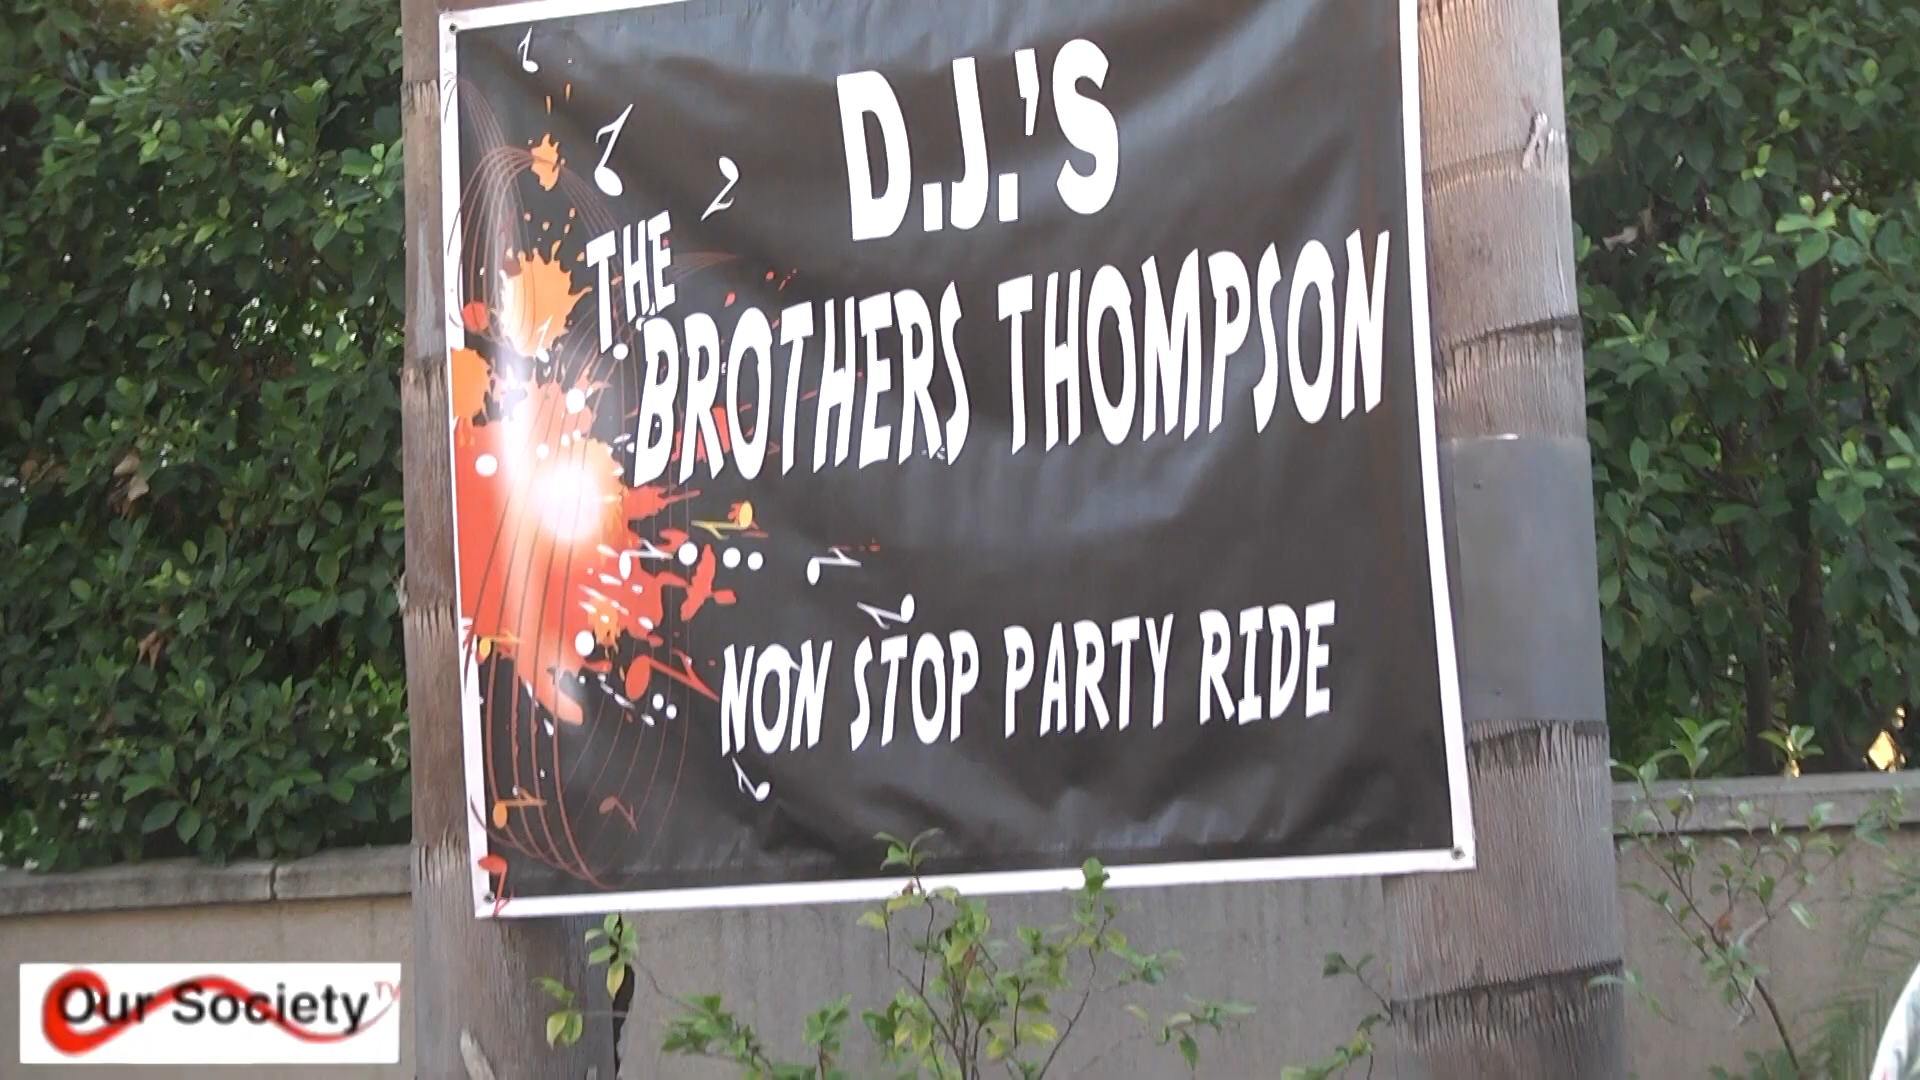 D.J.'S
THE
BROTHERS THOMPSON
NON STOP PARTY RIDE
Our Society TV